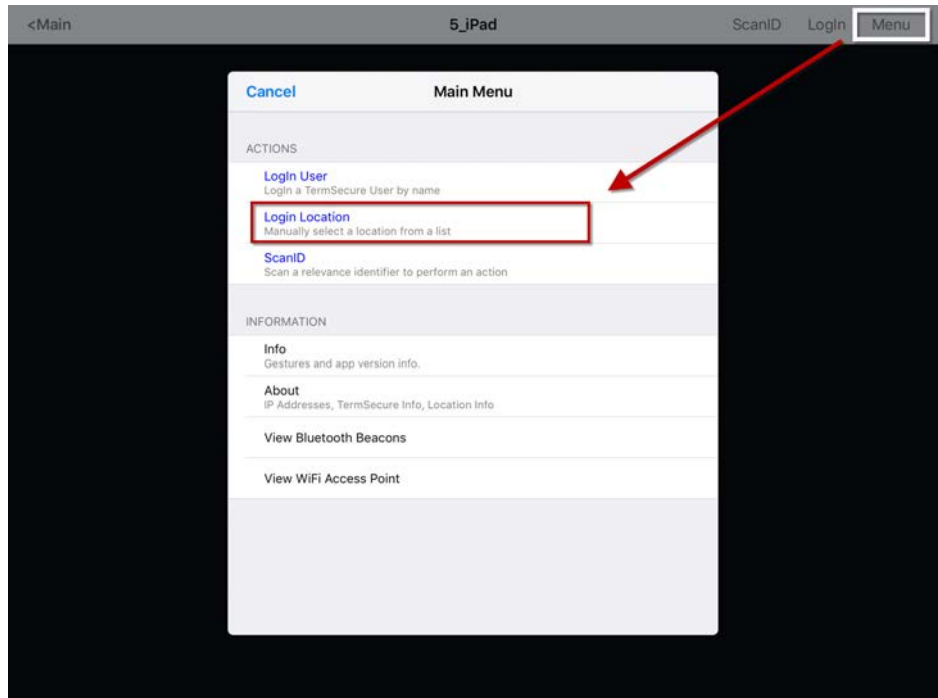 <Main 5_iPad ScanID LogIn Menu
Cancel Main Menu
ACTIONS
LogIn User
LogIn a TermSecure User by name
Login Location
Manually select a location from a list
ScanID
Scan a relevance identifier to perform an action
INFORMATION
Info
Gestures and app version info.
About
IP Addresses, TermSecure Info, Location Info
View Bluetooth Beacons
View WiFi Access Point